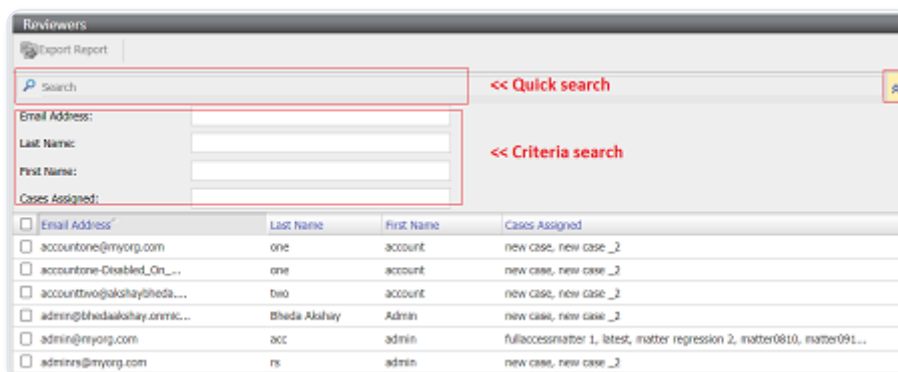 Reviewers
Export Report
Search << Quick search
Email Address:
Last Name:
<< Criteria search
First Name:
Cases Assigned:
Email Address Last Name First Name Cases Assigned
accountone@myorg.com one account new case, new case _2
accountone-Disabled_On_... one account new case, new case _2
accounttwo@akshaybheda.... two account new case, new case _2
admin@bhedaakshay.onmic... Bheda Akshay Admin new case, new case _2
admin@myorg.com acc admin fullaccessmatter 1, latest, matter regression 2, matter0810, matter091...
adminrs@myorg.com rs admin new case, new case _2